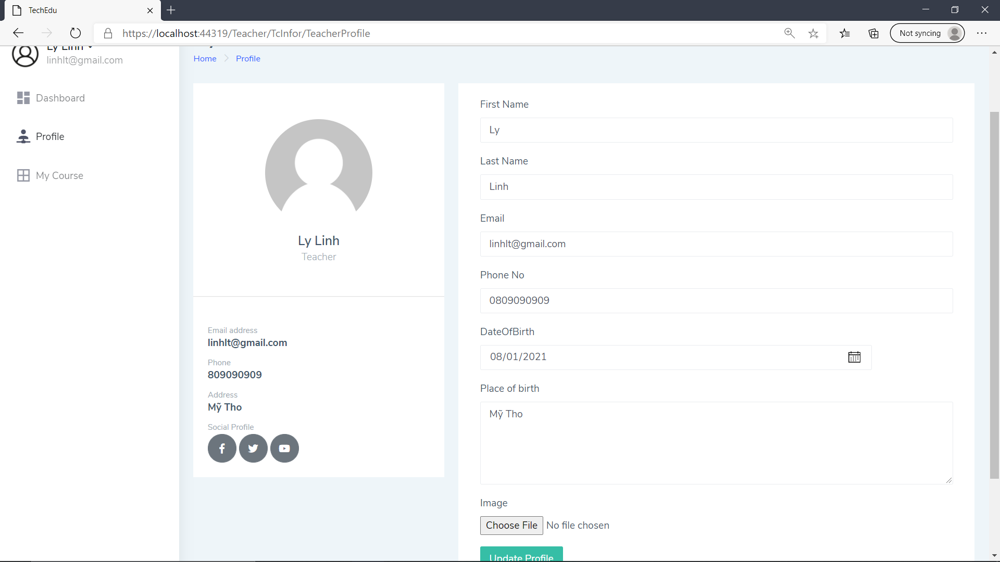 TechEdu
https://localhost:44319/Teacher/TcInfor/TeacherProfile
Not syncing
Ly Linh
linhlt@gmail.com
Dashboard
Profile
My Course
Home
Profile
Ly Linh
Teacher
Email address
linhlt@gmail.com
Phone
809090909
Address
Mỹ Tho
Social Profile
First Name
Ly
Last Name
Linh
Email
linhlt@gmail.com
Phone No
0809090909
DateOfBirth
08/01/2021
Place of birth
Mỹ Tho
Image
Choose File No file chosen
Update Profile